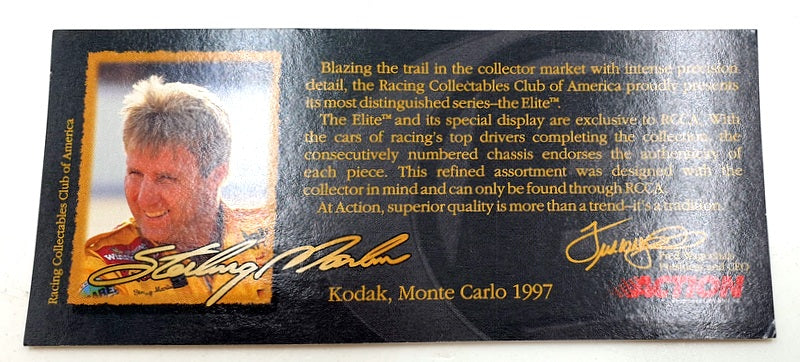 Racing Collectables Club of America
Blazing the trail in the collector market with intense precision
detail, the Racing Collectables Club of America proudly presents
its most distinguished series–the Elite™.
The Elite™ and its special display are exclusive to RCCA. With
the cars of racing's top drivers completing the collection, the
consecutively numbered chassis endorses the authenticity of
each piece. This refined assortment was designed with the
collector in mind and can only be found through RCCA.
At Action, superior quality is more than a trend–it's a tradition.
Sterling Marlin
Kodak, Monte Carlo 1997
ACTION